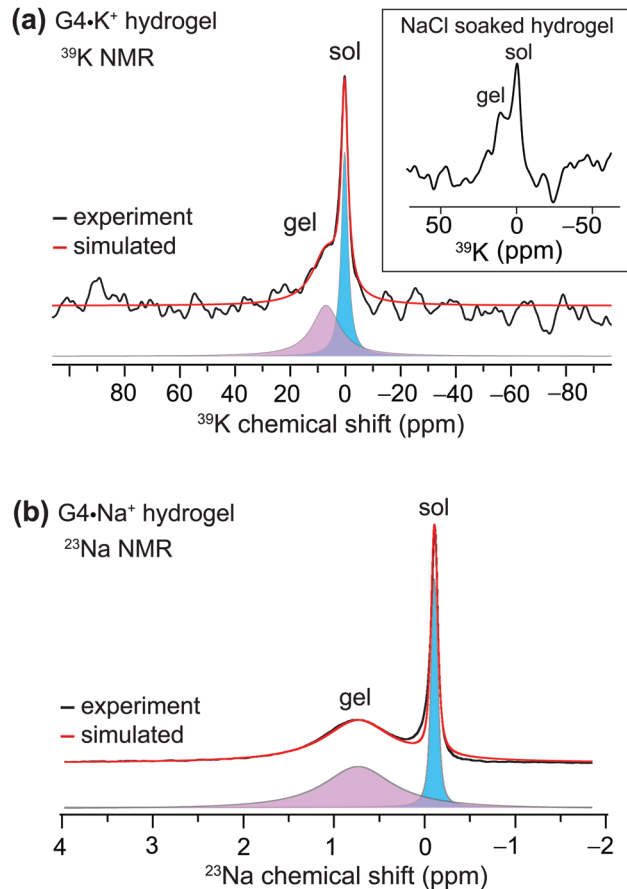 (a) G4•K⁺ hydrogel
³⁹K NMR
NaCl soaked hydrogel
sol
gel
50 0 −50
³⁹K (ppm)
sol
gel
experiment
simulated
80 60 40 20 0 −20 −40 −60 −80
³⁹K chemical shift (ppm)
(b) G4•Na⁺ hydrogel
²³Na NMR
sol
gel
experiment
simulated
4 3 2 1 0 −1 −2
²³Na chemical shift (ppm)